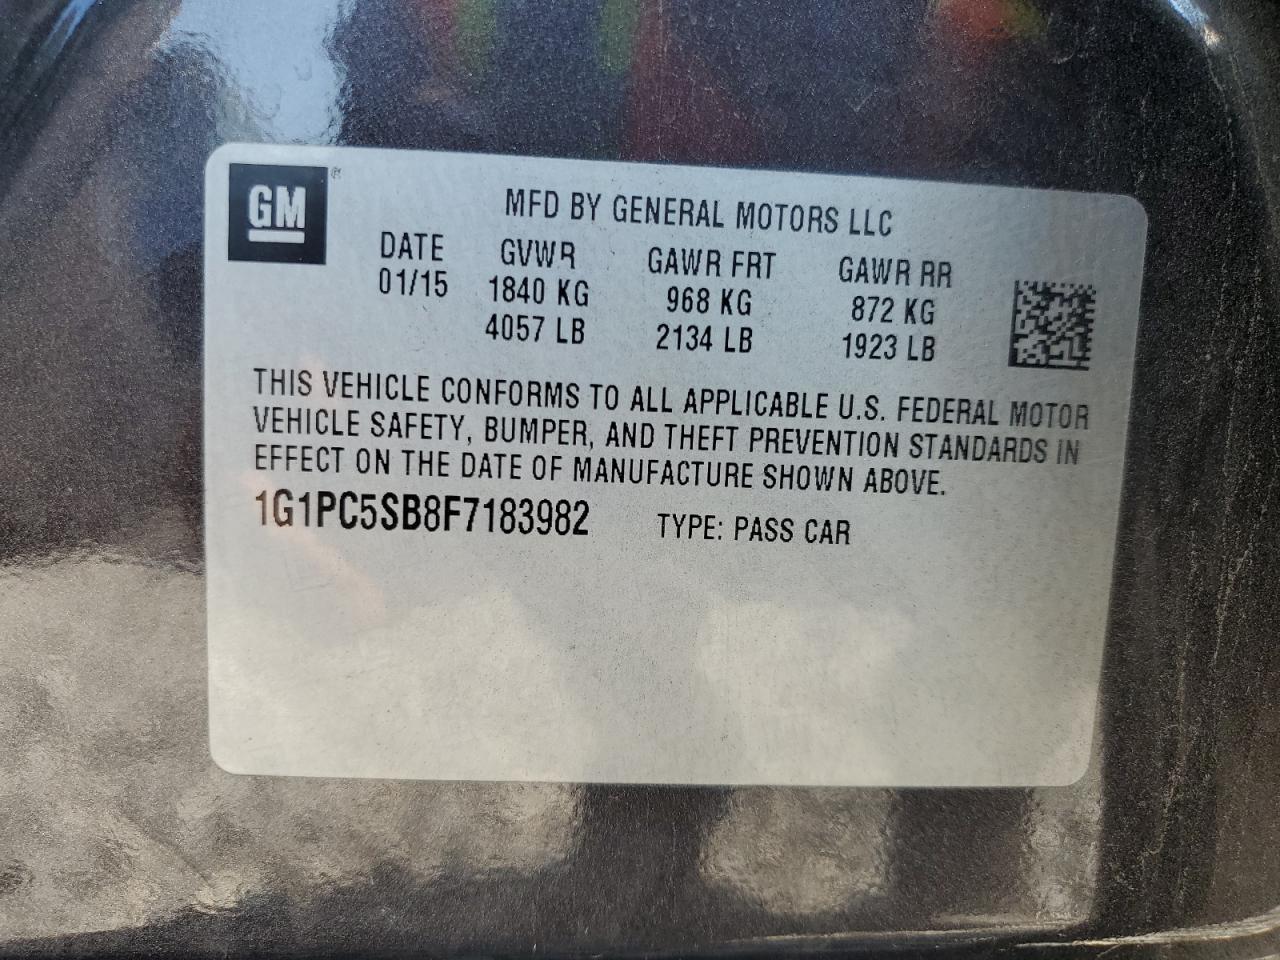 GM ®
MFD BY GENERAL MOTORS LLC
DATE GVWR GAWR FRT GAWR RR
01/15 1840 KG 968 KG 872 KG
4057 LB 2134 LB 1923 LB
THIS VEHICLE CONFORMS TO ALL APPLICABLE U.S. FEDERAL MOTOR
VEHICLE SAFETY, BUMPER, AND THEFT PREVENTION STANDARDS IN
EFFECT ON THE DATE OF MANUFACTURE SHOWN ABOVE.
1G1PC5SB8F7183982 TYPE: PASS CAR